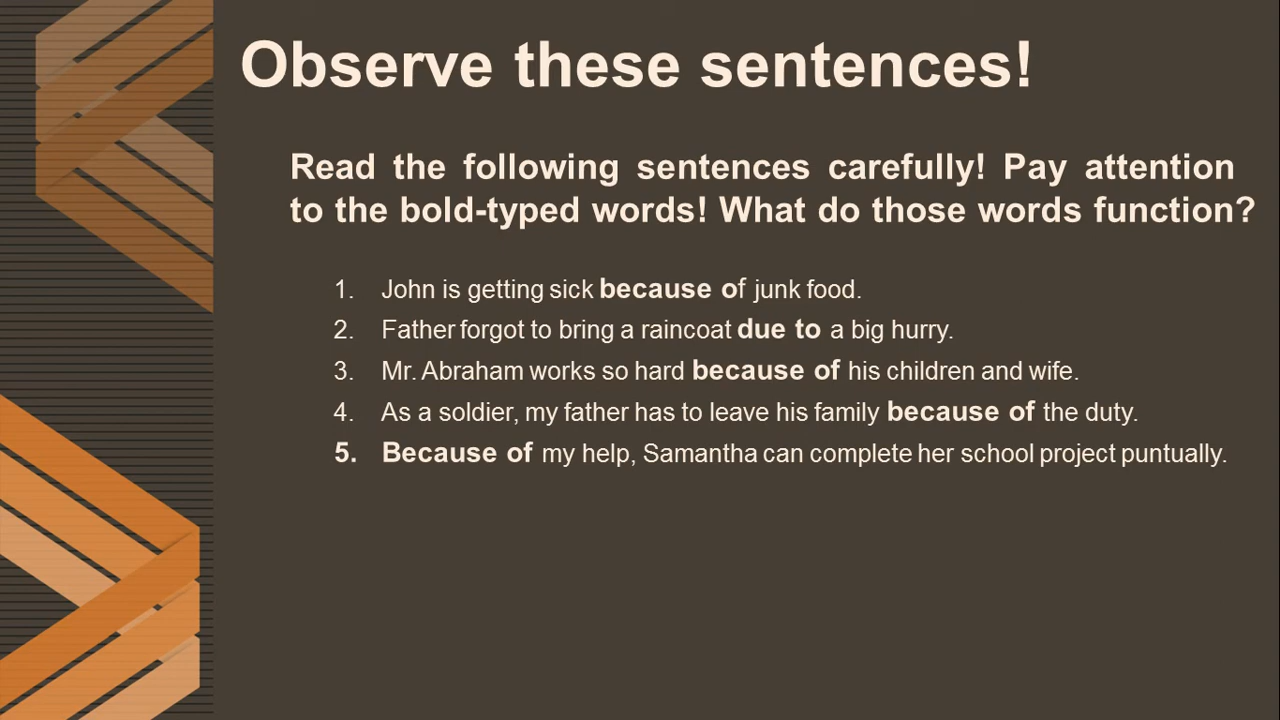 Observe these sentences!
Read the following sentences carefully! Pay attention
to the bold-typed words! What do those words function?
1. John is getting sick because of junk food.
2. Father forgot to bring a raincoat due to a big hurry.
3. Mr. Abraham works so hard because of his children and wife.
4. As a soldier, my father has to leave his family because of the duty.
5. Because of my help, Samantha can complete her school project puntually.